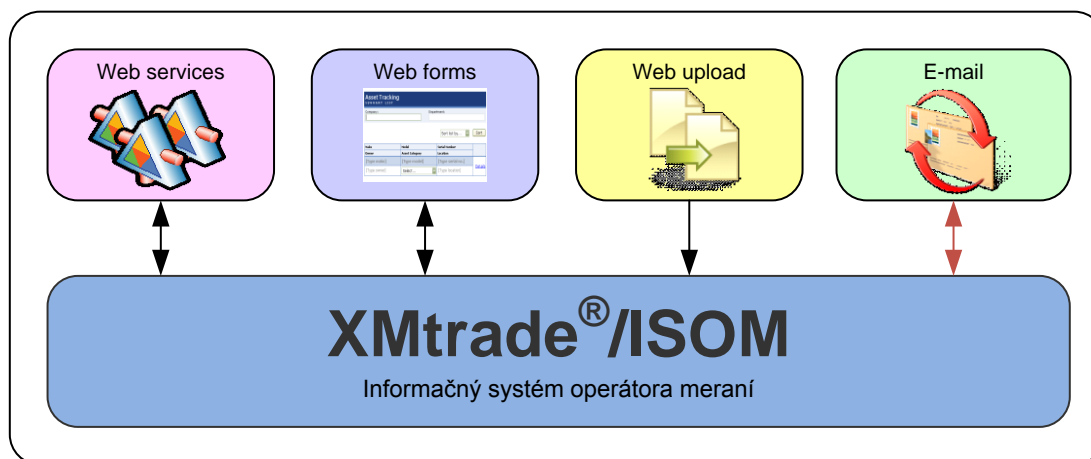 Web services
Web forms
Web upload
E-mail
Asset Tracking
XMtrade®/ISOM
Informačný systém operátora meraní